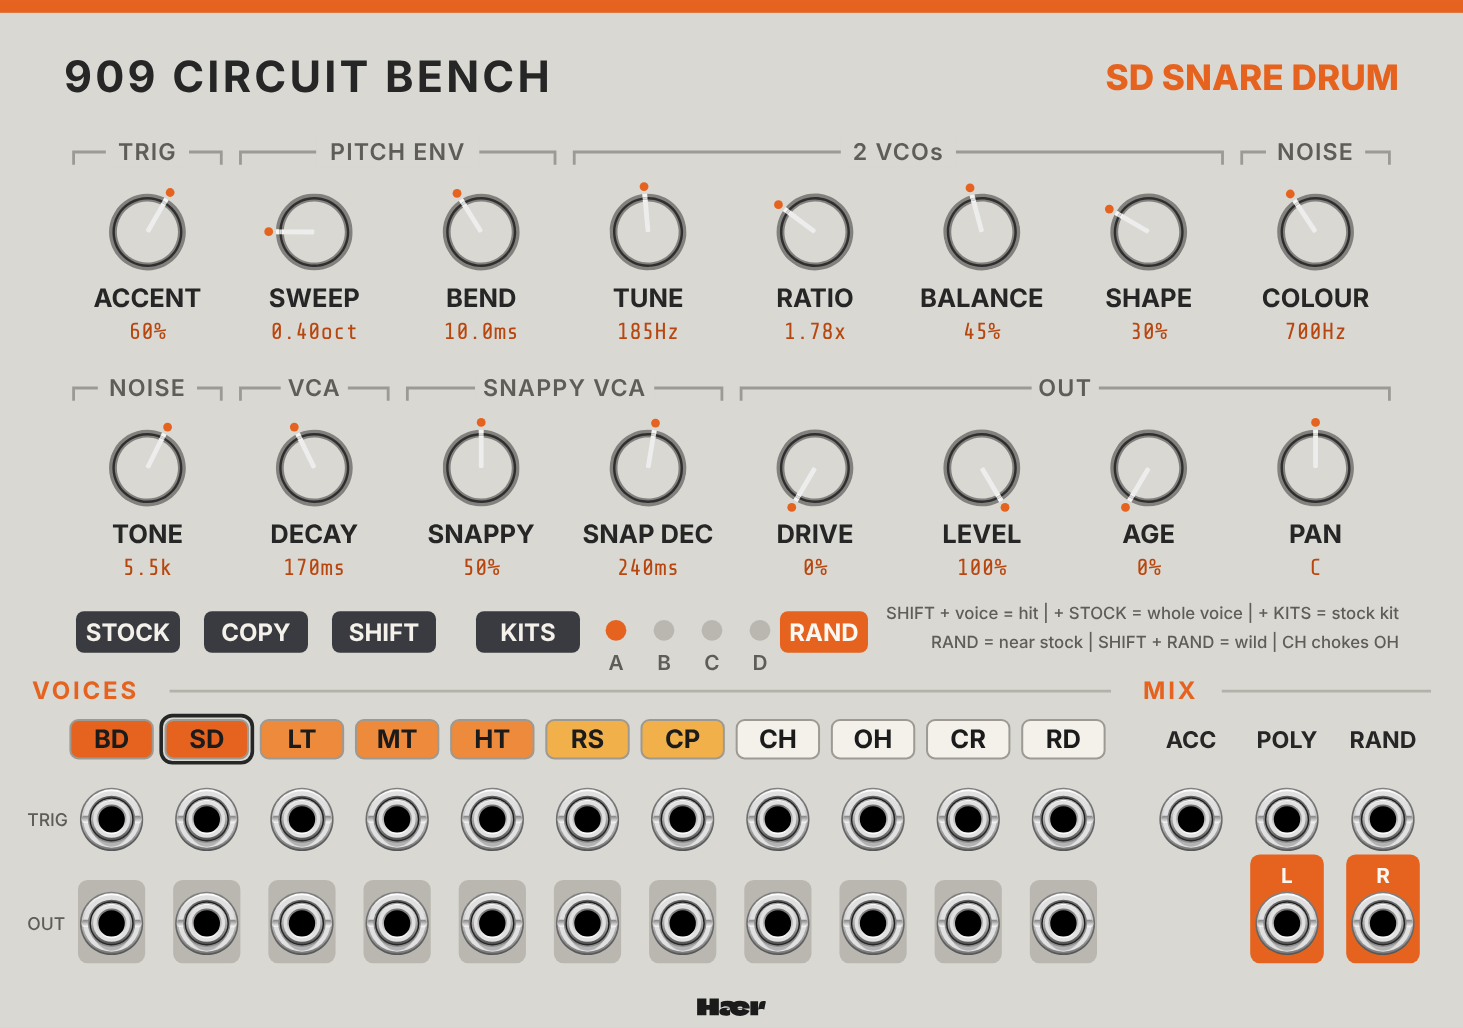 909 CIRCUIT BENCH
SD SNARE DRUM
TRIG PITCH ENV 2 VCOs NOISE
ACCENT SWEEP BEND TUNE RATIO BALANCE SHAPE COLOUR
60% 0.40oct 10.0ms 185Hz 1.78x 45% 30% 700Hz
NOISE VCA SNAPPY VCA OUT
TONE DECAY SNAPPY SNAP DEC DRIVE LEVEL AGE PAN
5.5k 170ms 50% 240ms 0% 100% 0% C
STOCK COPY SHIFT KITS RAND
A B C D
SHIFT + voice = hit | + STOCK = whole voice | + KITS = stock kit
RAND = near stock | SHIFT + RAND = wild | CH chokes OH
VOICES MIX
BD SD LT MT HT RS CP CH OH CR RD ACC POLY RAND
TRIG
L R
OUT
Hær